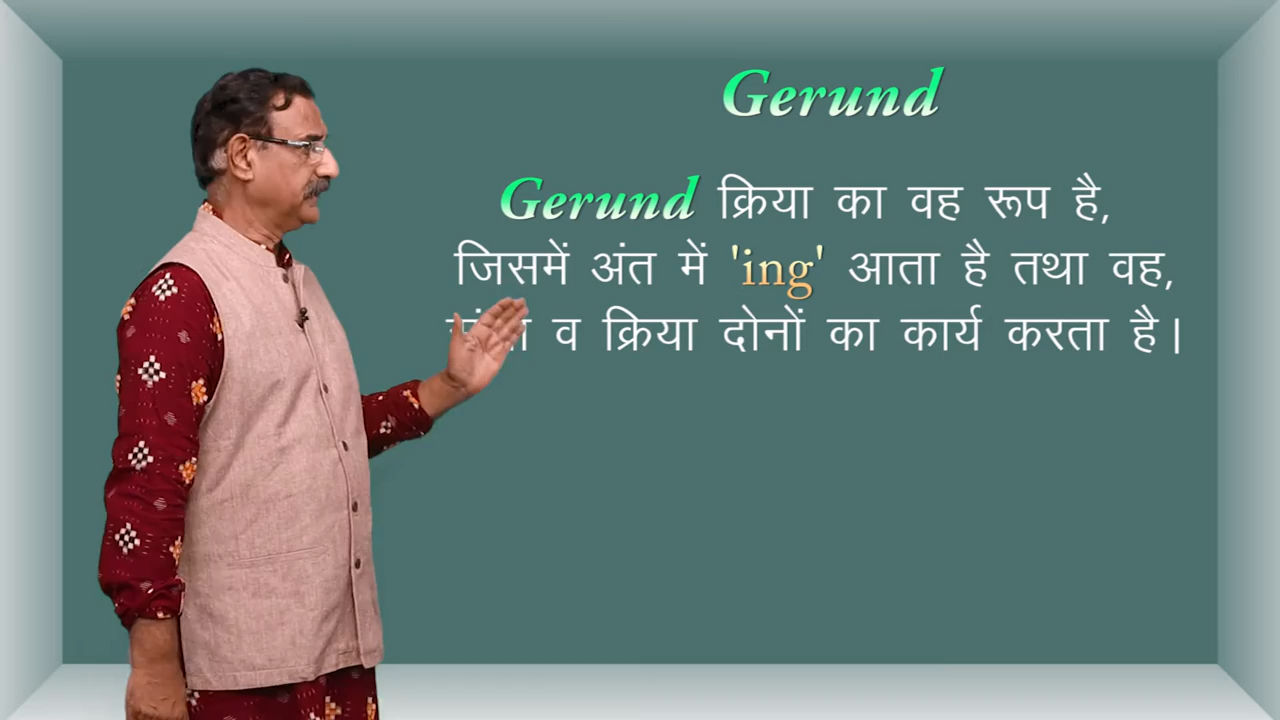 Gerund
Gerund क्रिया का वह रूप है,
जिसमें अंत में 'ing' आता है तथा वह,
व क्रिया दोनों का कार्य करता है।